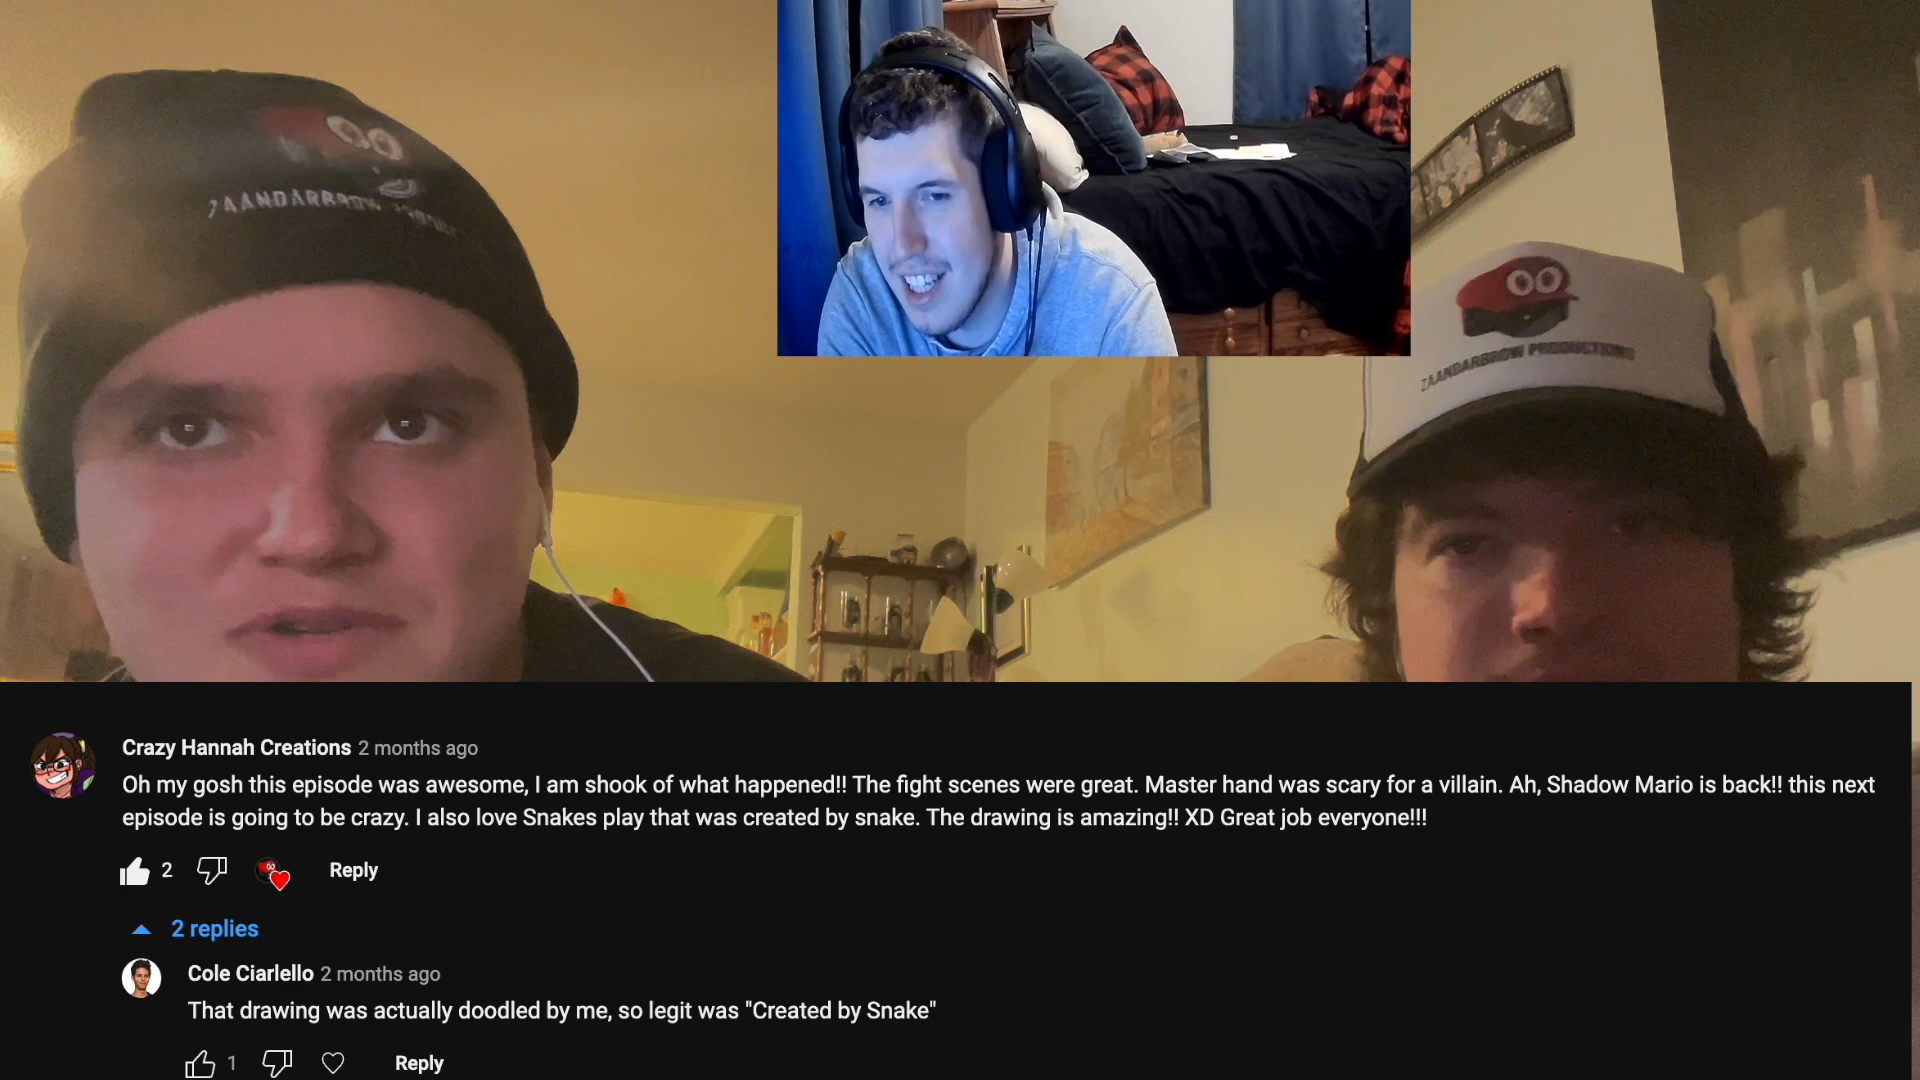 ZAANDARBROW
ZAANDARBROW PRODUCTIONS
Crazy Hannah Creations 2 months ago
Oh my gosh this episode was awesome, I am shook of what happened!! The fight scenes were great. Master hand was scary for a villain. Ah, Shadow Mario is back!! this next
episode is going to be crazy. I also love Snakes play that was created by snake. The drawing is amazing!! XD Great job everyone!!!
2 Reply
2 replies
Cole Ciarlello 2 months ago
That drawing was actually doodled by me, so legit was "Created by Snake"
1 Reply